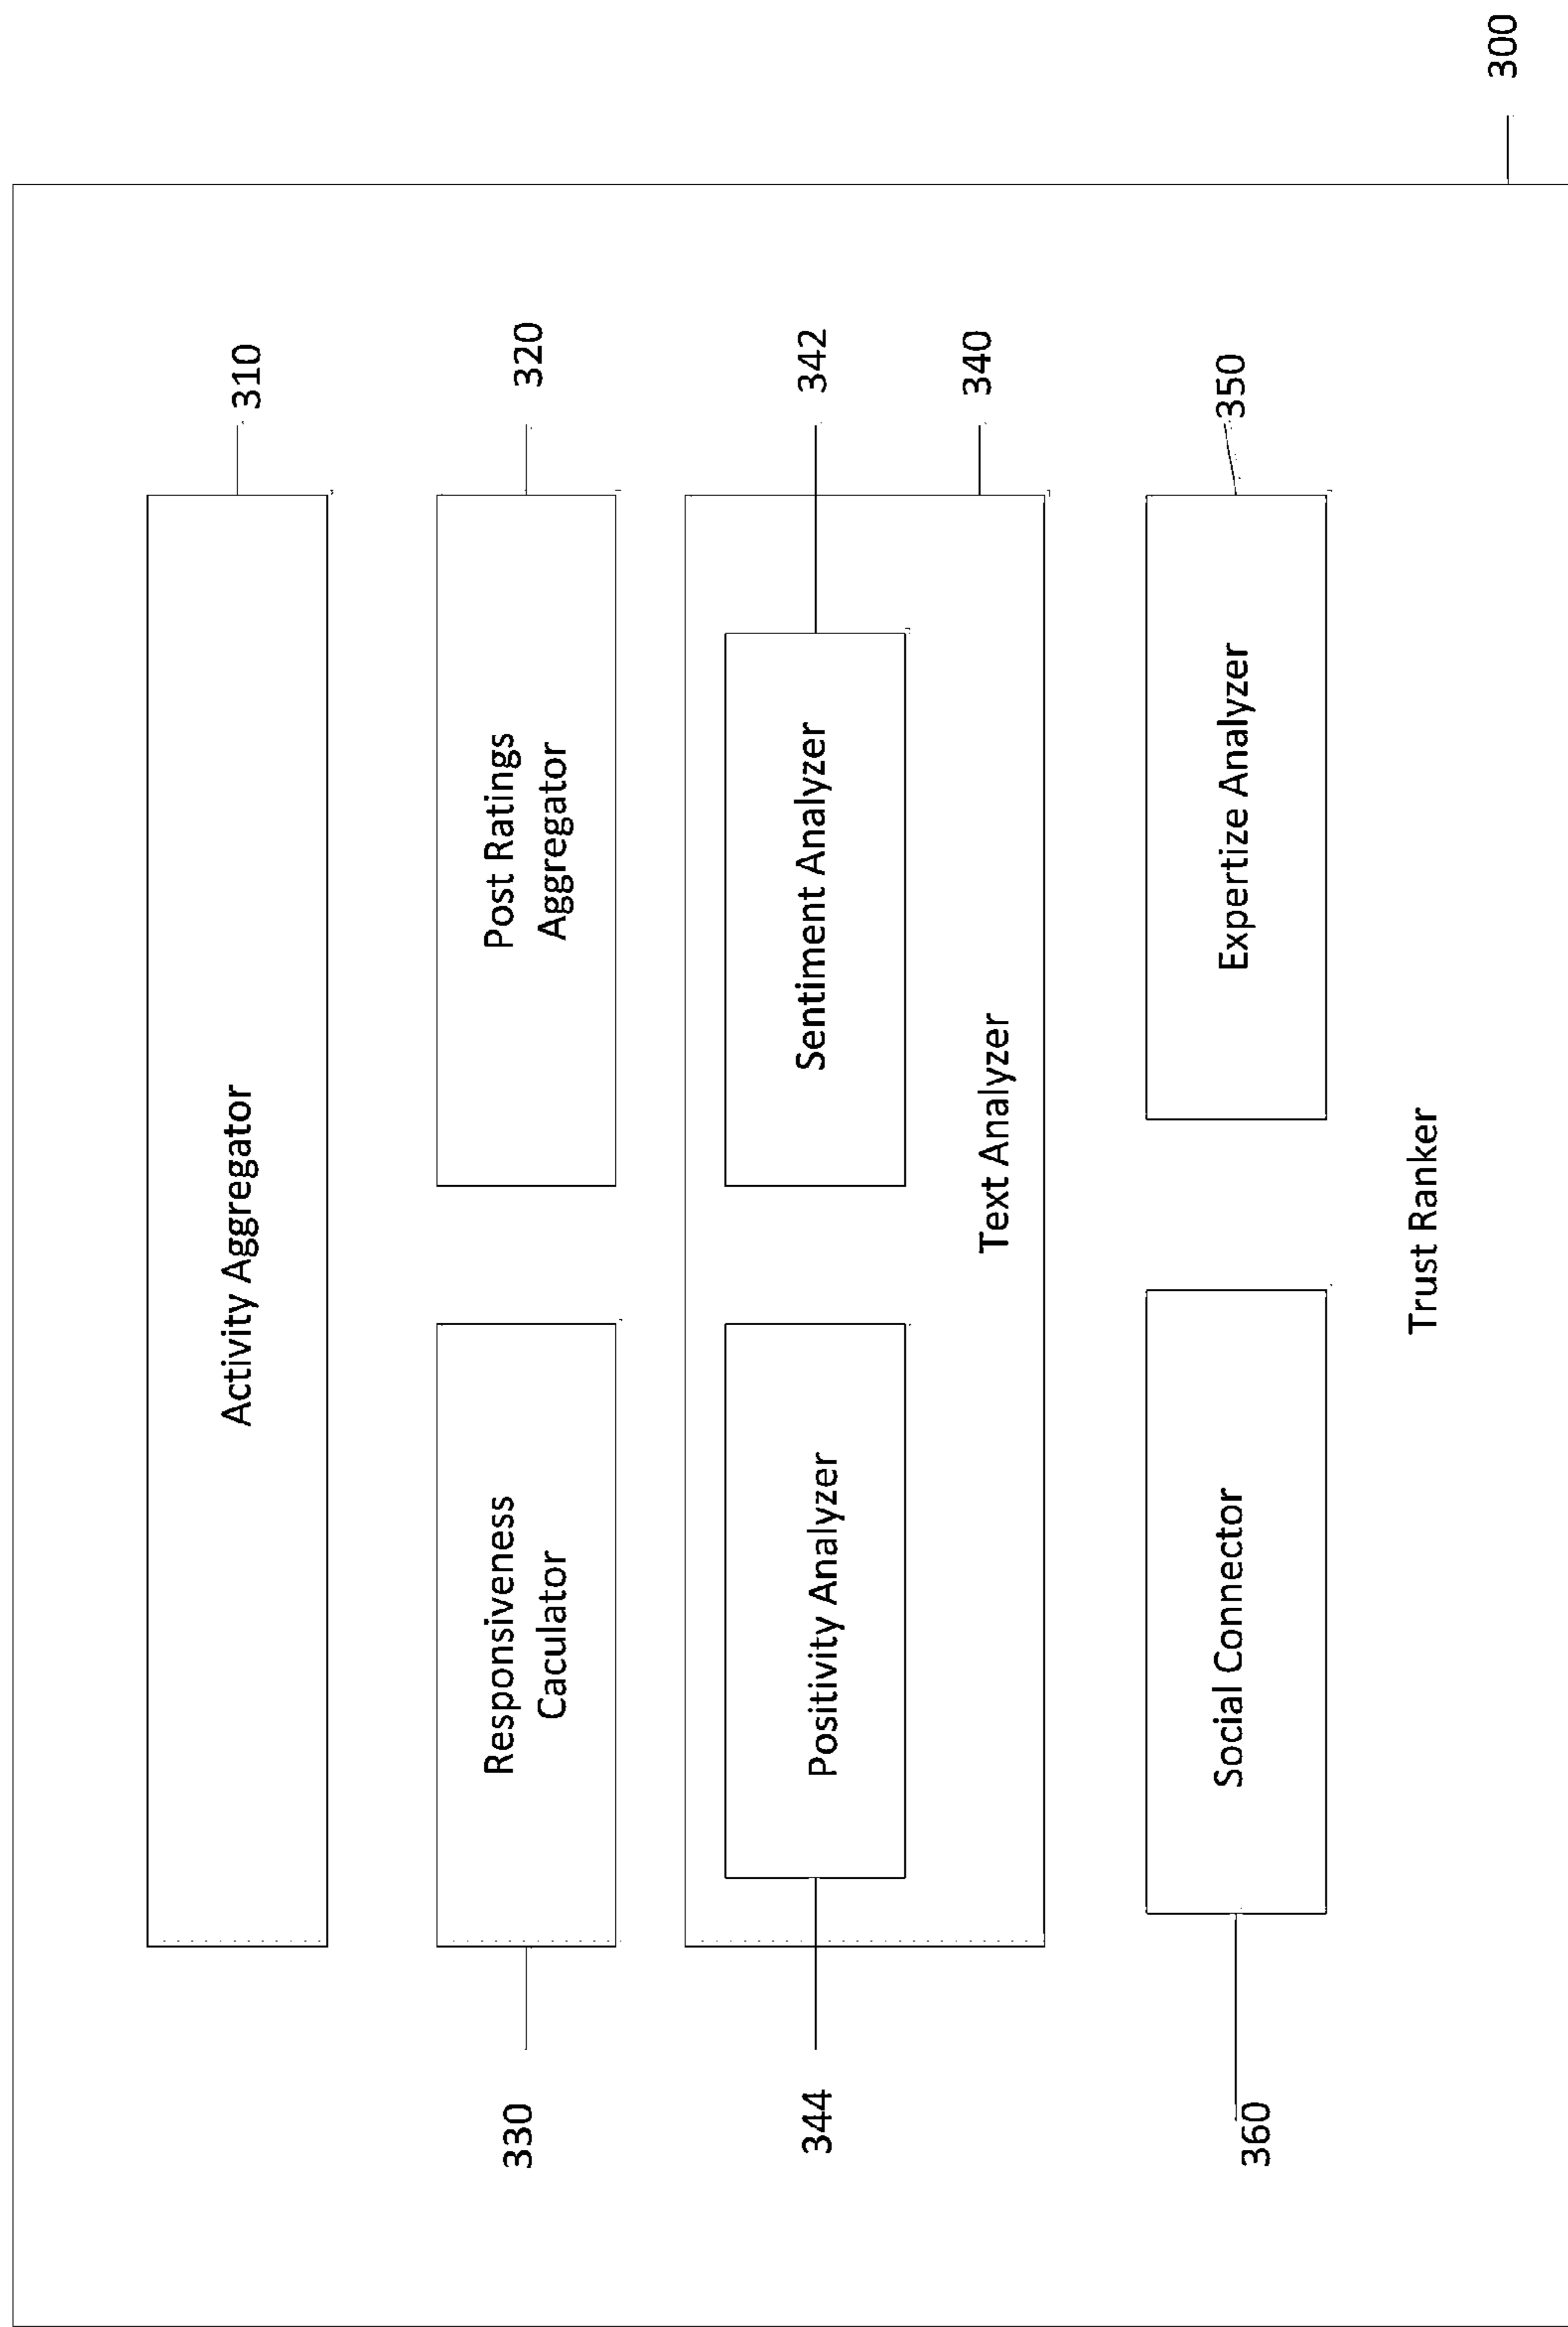 Activity Aggregator
310
Responsiveness
Caculator
330
Post Ratings
Aggregator
320
Positivity Analyzer
344
Sentiment Analyzer
342
Text Analyzer
340
Social Connector
360
Expertize Analyzer
350
Trust Ranker
300